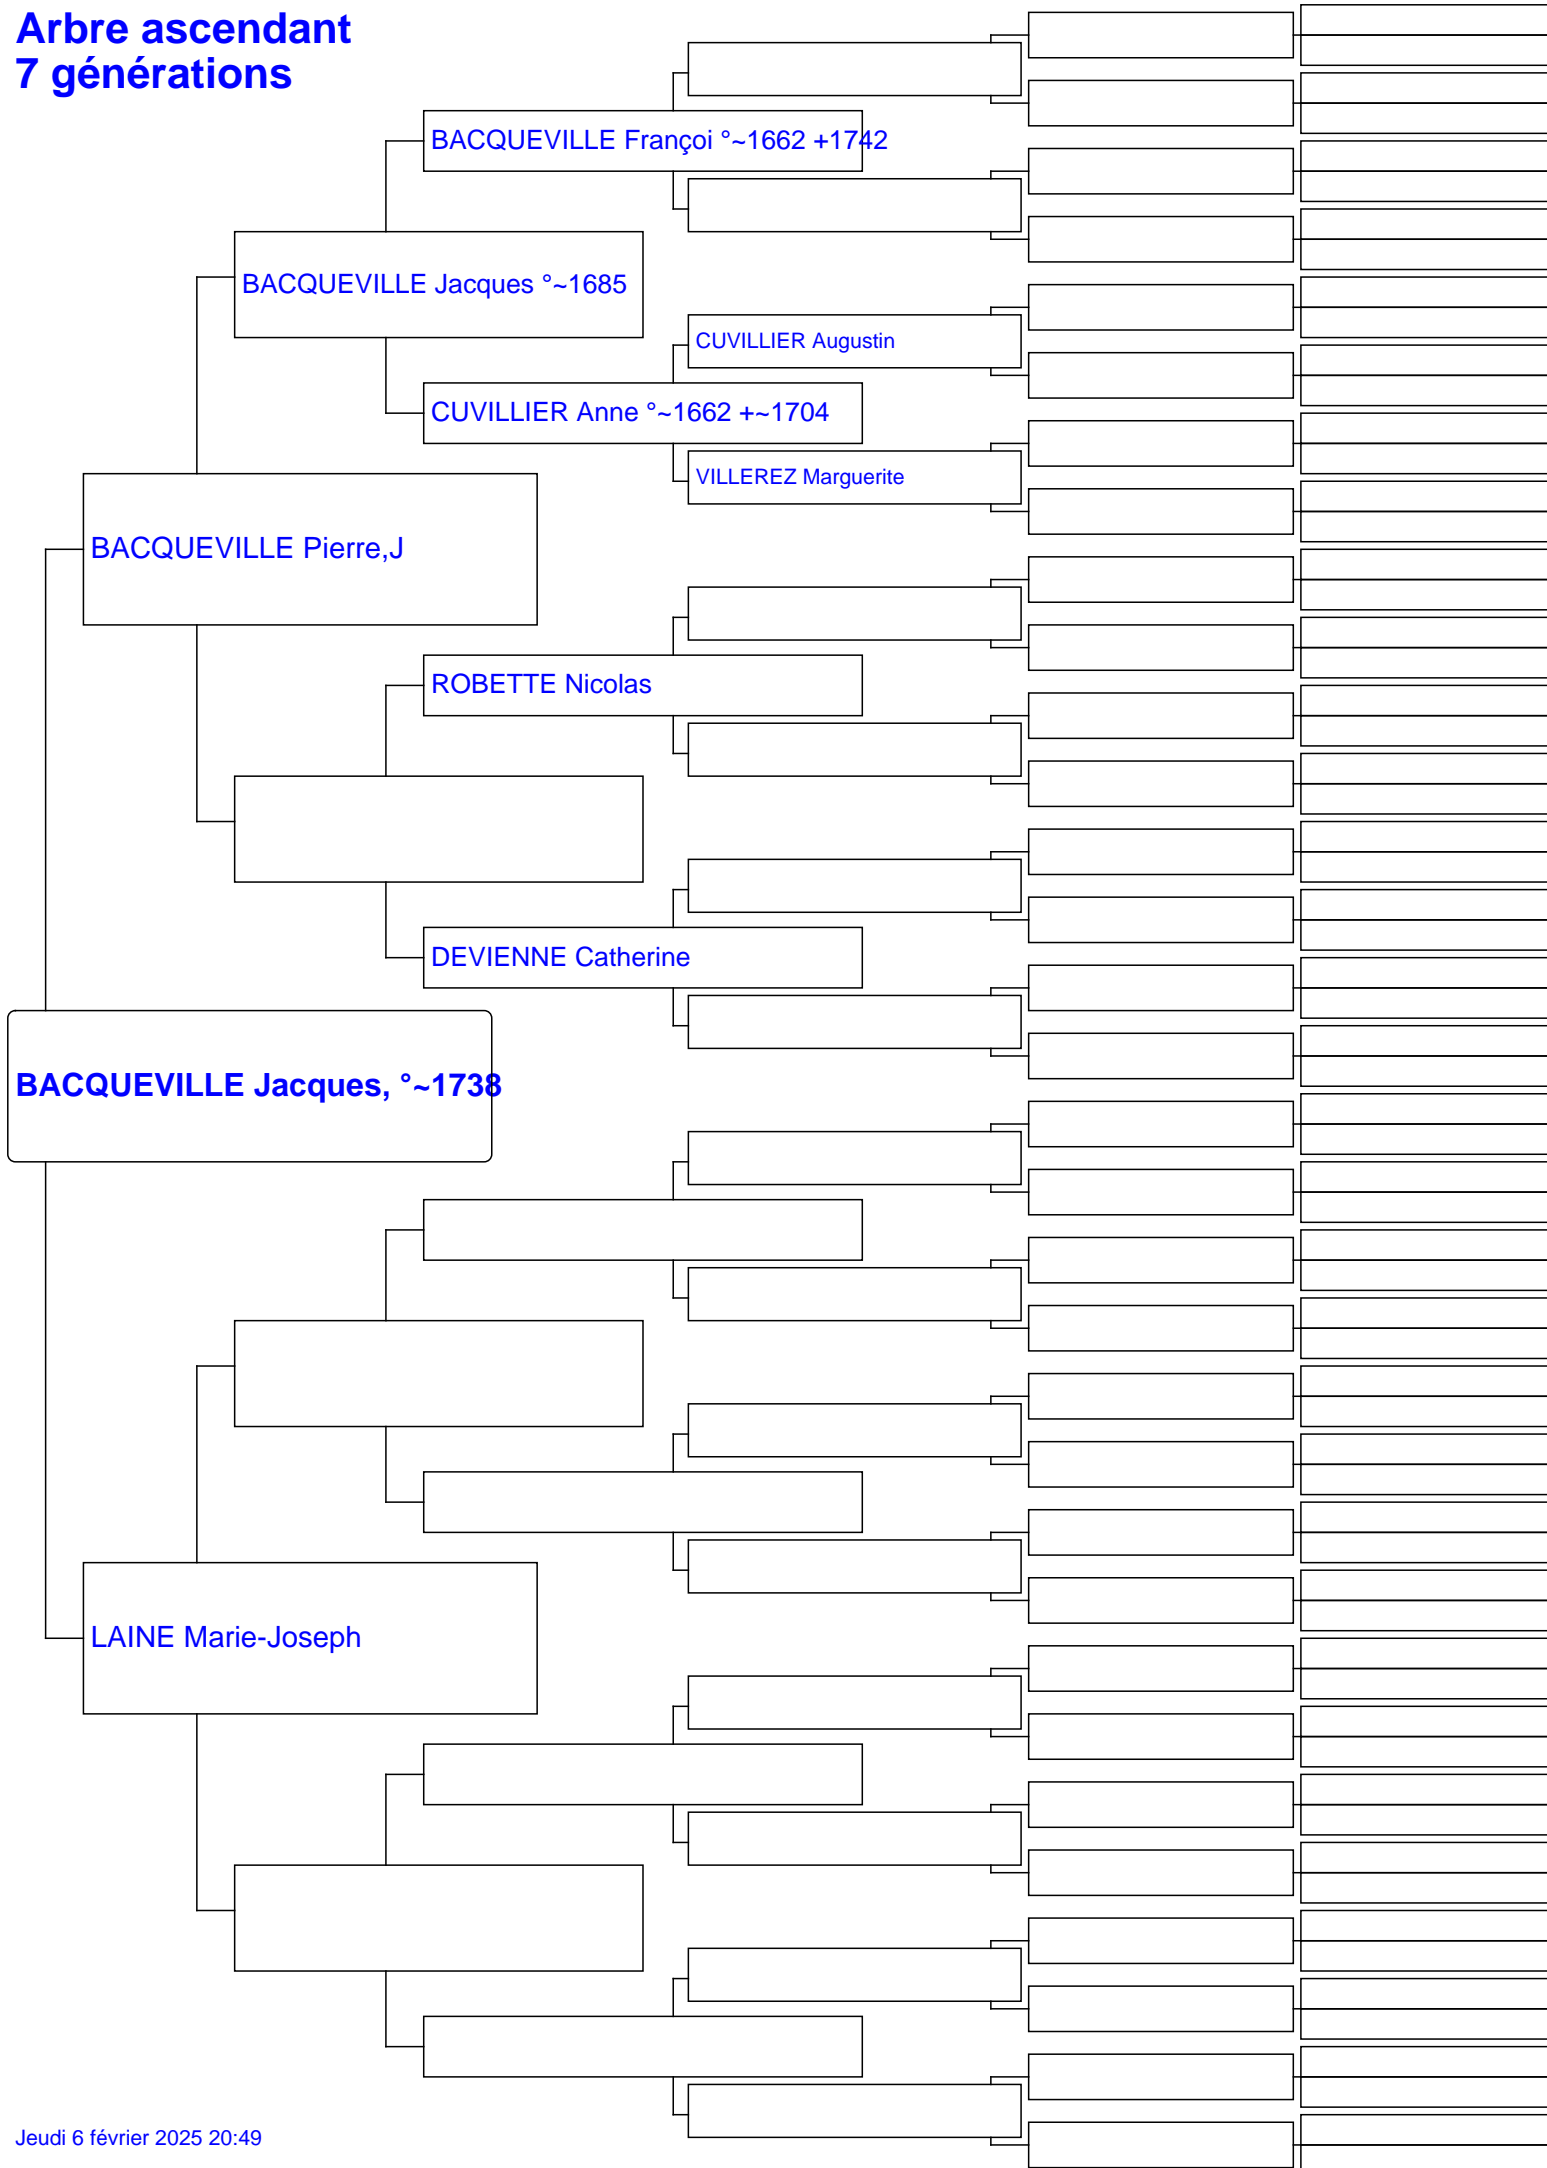 Arbre ascendant
7 générations
BACQUEVILLE Françoi °~1662 +1742
BACQUEVILLE Jacques °~1685
CUVILLIER Augustin
CUVILLIER Anne °~1662 +~1704
VILLEREZ Marguerite
BACQUEVILLE Pierre,J
ROBETTE Nicolas
DEVIENNE Catherine
BACQUEVILLE Jacques, °~1738
LAINE Marie-Joseph
Jeudi 6 février 2025 20:49